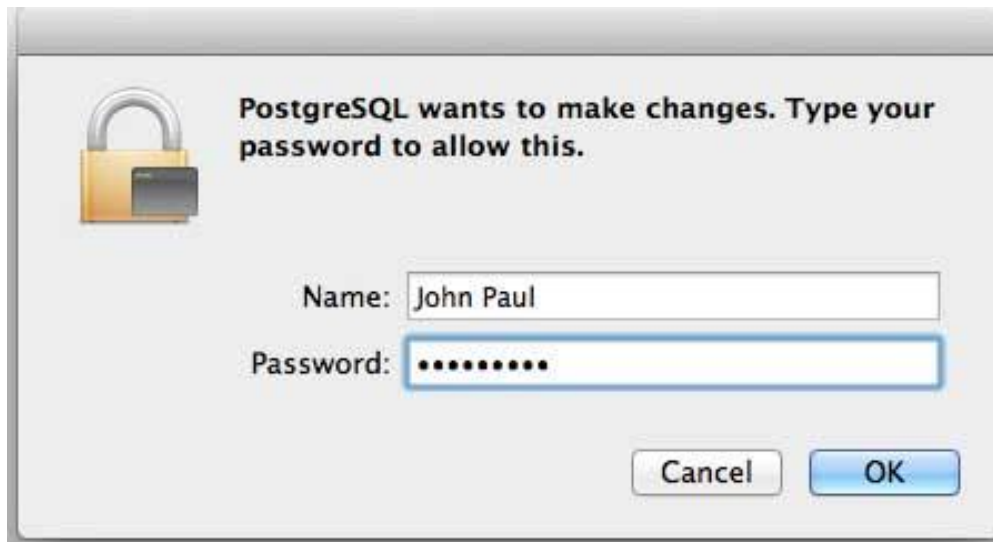 PostgreSQL wants to make changes. Type your
password to allow this.
Name: John Paul
Password: •••••••••
Cancel OK